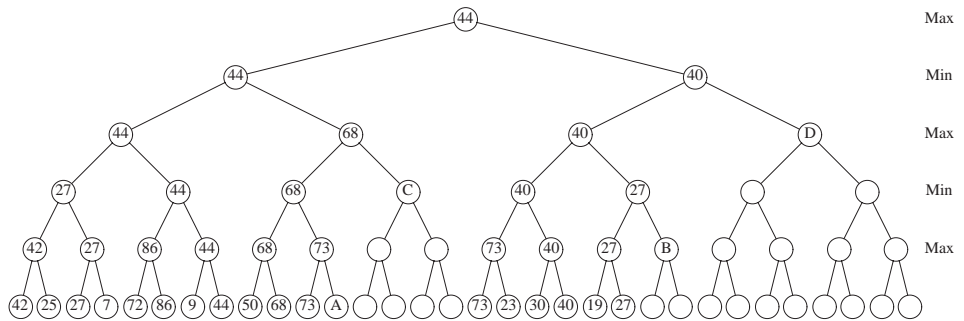 44 Max
44 40 Min
44 68 40 D Max
27 44 68 C 40 27 Min
42 27 86 44 68 73 73 40 27 B Max
42 25 27 7 72 86 9 44 50 68 73 A 73 23 30 40 19 27